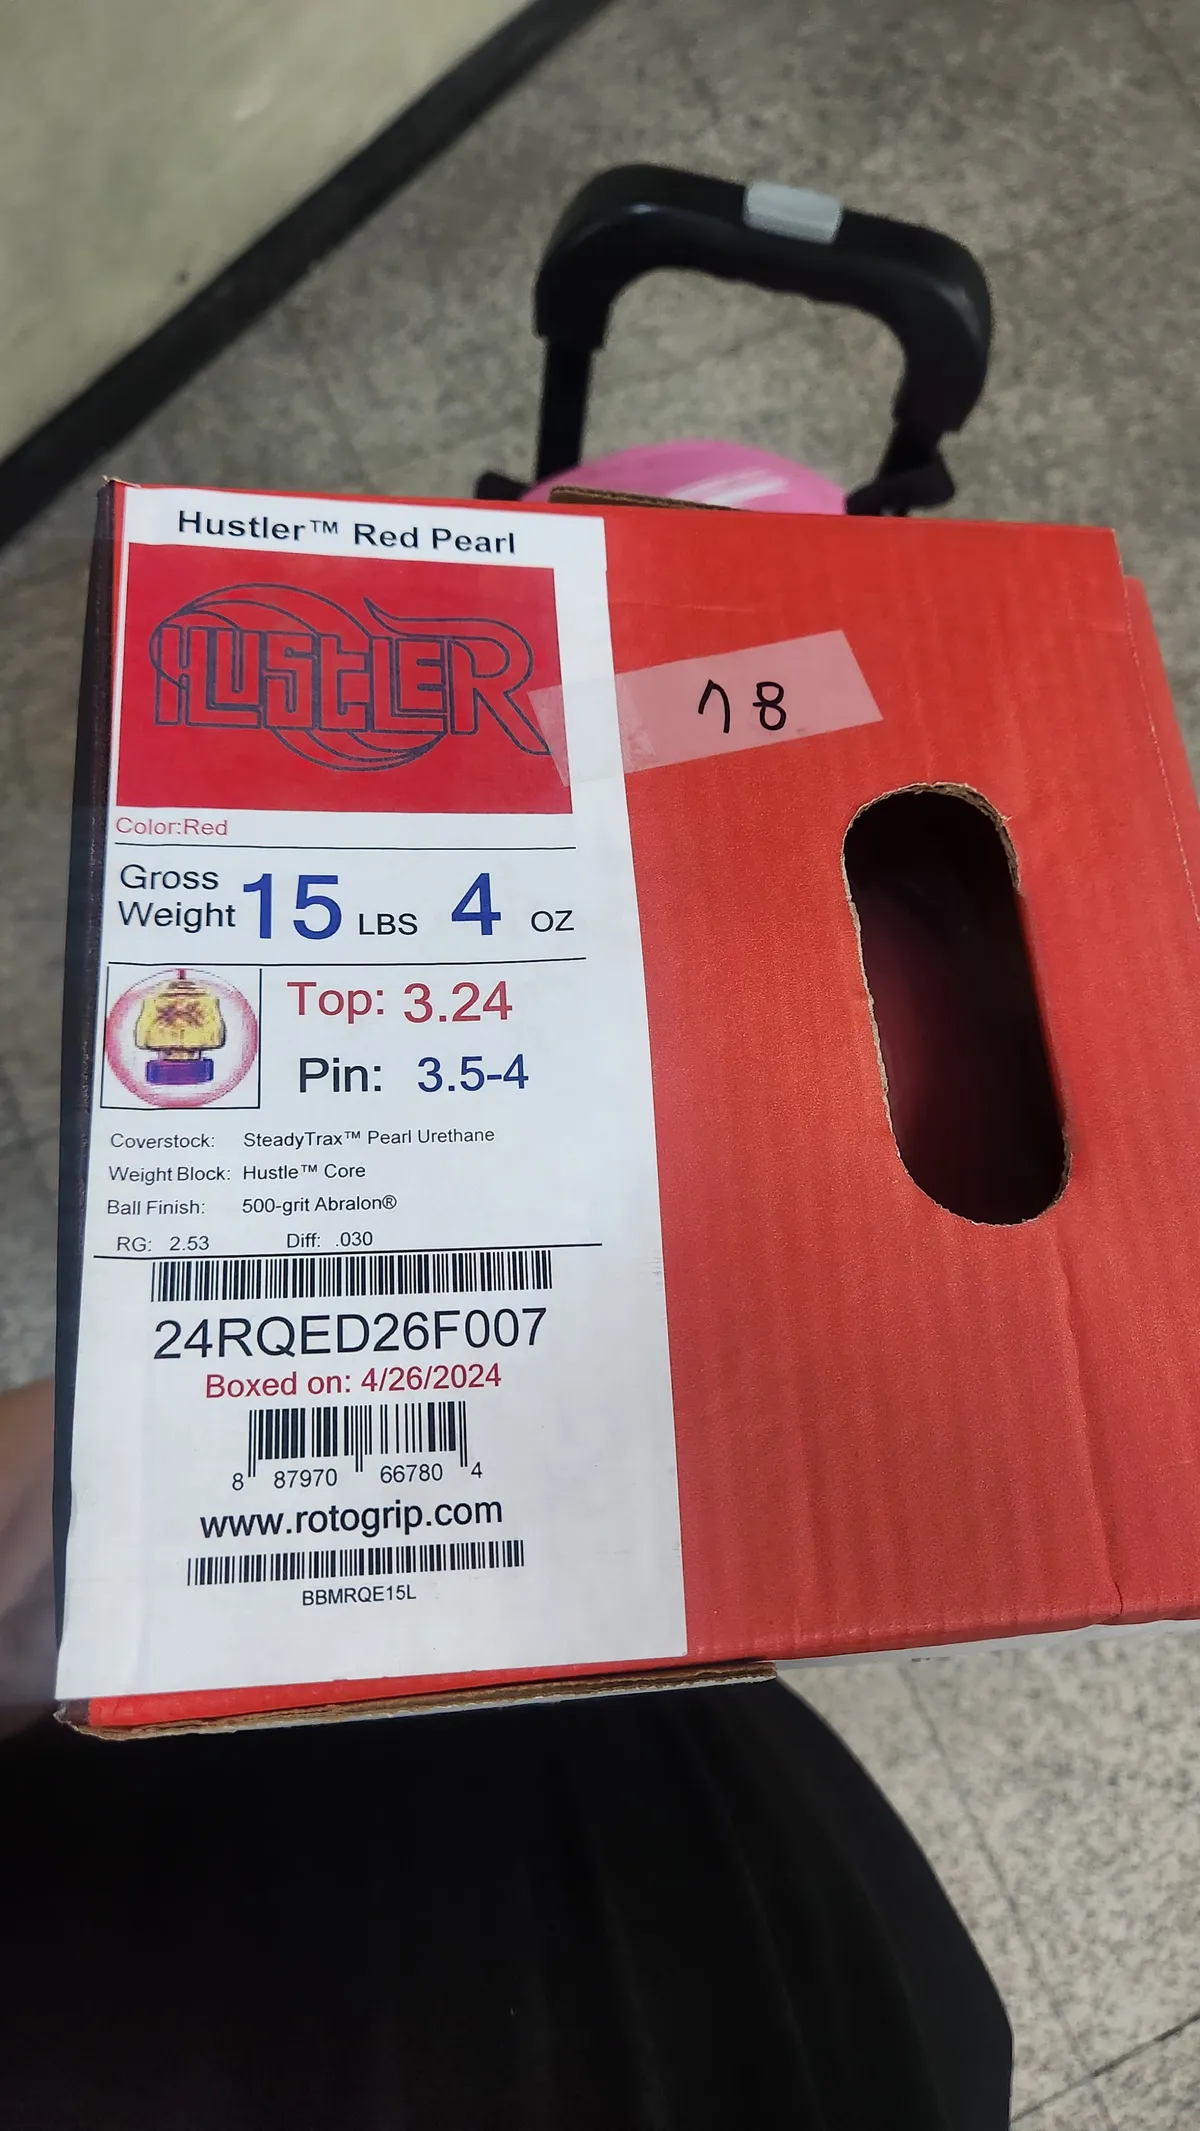 Hustler™ Red Pearl
HUSTLER
78
Color:Red
Gross Weight 15 LBS 4 OZ
Top: 3.24
Pin: 3.5-4
Coverstock: SteadyTrax™ Pearl Urethane
Weight Block: Hustle™ Core
Ball Finish: 500-grit Abralon®
RG: 2.53 Diff: .030
24RQED26F007
Boxed on: 4/26/2024
8 87970 66780 4
www.rotogrip.com
BBMRQE15L